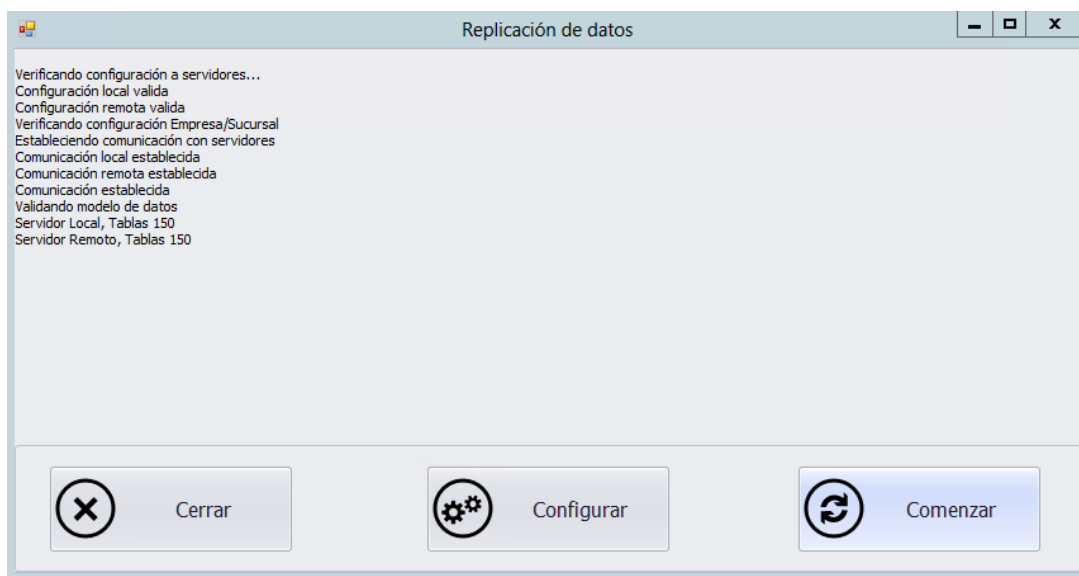 Replicación de datos
Verificando configuración a servidores...
Configuración local valida
Configuración remota valida
Verificando configuración Empresa/Sucursal
Estableciendo comunicación con servidores
Comunicación local establecida
Comunicación remota establecida
Comunicación establecida
Validando modelo de datos
Servidor Local, Tablas 150
Servidor Remoto, Tablas 150
Cerrar
Configurar
Comenzar